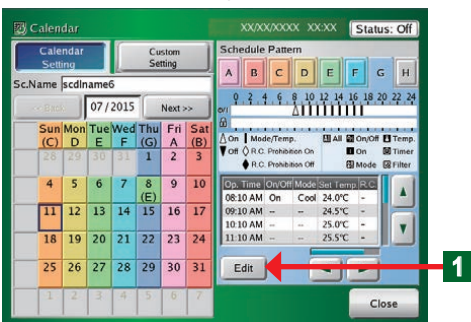 Calendar
XX/XX/XXXX XX:XX
Status: Off
Calendar Setting
Custom Setting
Sc.Name scdlname6
<< Back
07 / 2015
Next >>
Sun Mon Tue Wed Thu Fri Sat
(C) D E F (G) A (B)
28 29 30 31 1 2 3
4 5 6 7 8 9 10
(E)
11 12 13 14 15 16 17
18 19 20 21 22 23 24
25 26 27 28 29 30 31
1 2 3 4 5 6 7
Schedule Pattern
A B C D E F G H
0 2 4 6 8 10 12 14 16 18 20 22 24
On Mode/Temp. All On/Off Temp.
Off R.C. Prohibition On On Timer
R.C. Prohibition Off Mode Filter
Op. Time On/Off Mode Set Temp R.C.
08:10 AM On Cool 24.0°C -
09:10 AM -- -- 24.5°C -
10:10 AM -- -- 25.0°C -
11:10 AM -- -- 25.5°C -
Edit
1
Close